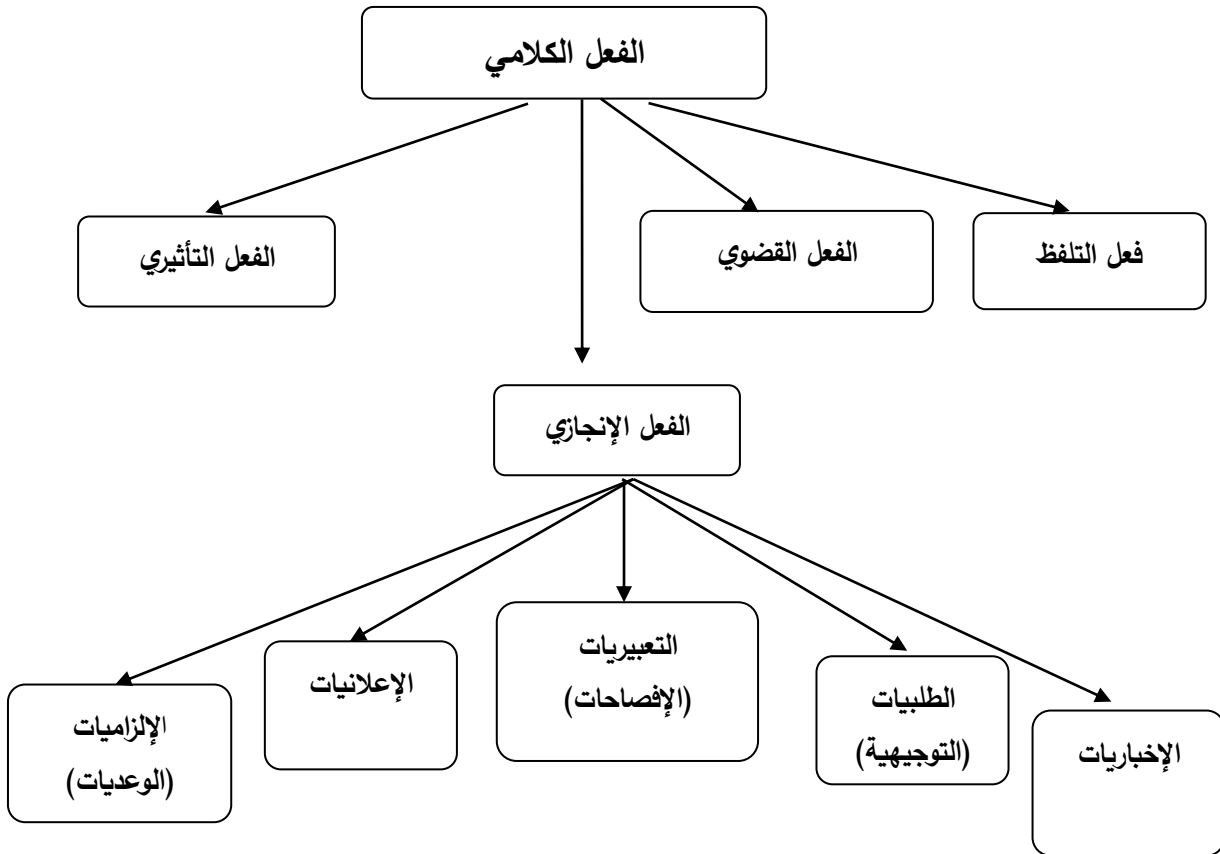 الفعل الكلامي
فعل التلفظ
الفعل القضوي
الفعل التأثيري
الفعل الإنجازي
الإخباريات
الطلبيات
(التوجيهية)
التعبيريات
(الإفصاحات)
الإعلانيات
الإلزاميات
(الوعديات)